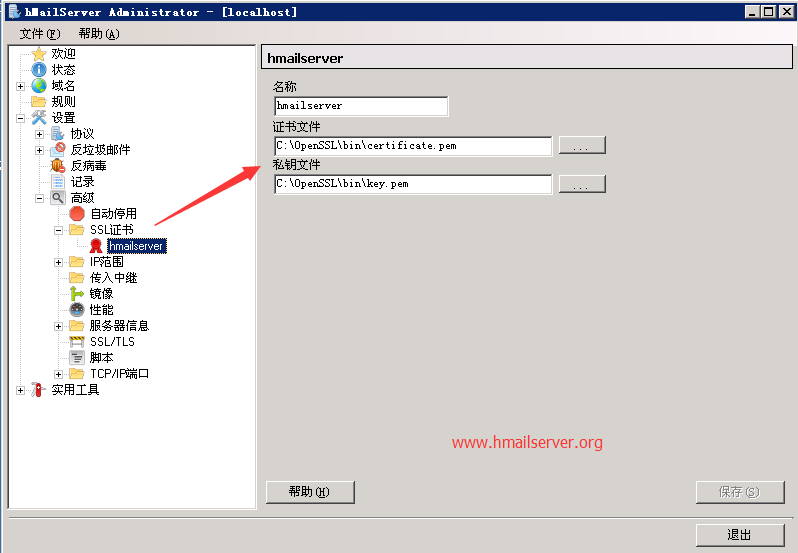 hMailServer Administrator - [localhost]
文件(F) 帮助(A)
欢迎
状态
域名
规则
设置
协议
反垃圾邮件
反病毒
记录
高级
自动停用
SSL证书
hmailserver
IP范围
传入中继
镜像
性能
服务器信息
SSL/TLS
脚本
TCP/IP端口
实用工具
hmailserver
名称
hmailserver
证书文件
C:\OpenSSL\bin\certificate.pem
...
私钥文件
C:\OpenSSL\bin\key.pem
...
www.hmailserver.org
帮助(H)
保存(S)
退出